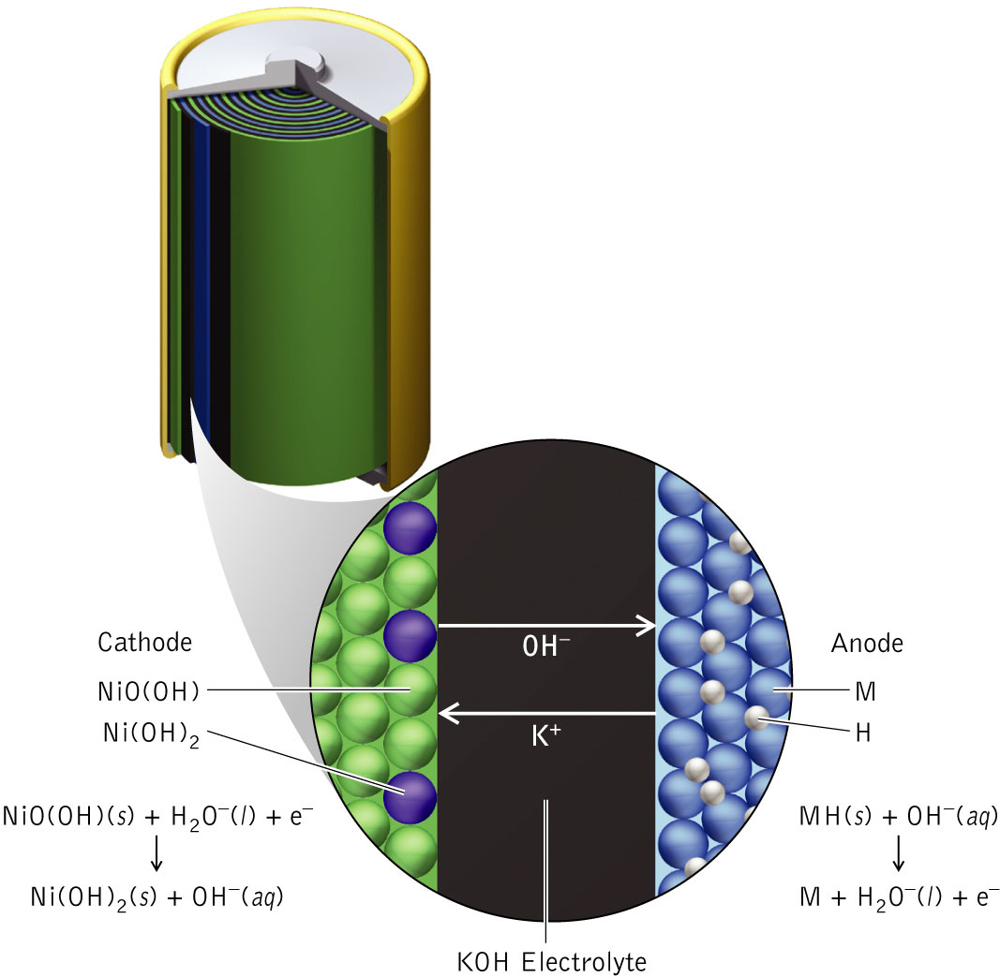 Cathode
NiO(OH)
Ni(OH)₂
NiO(OH)(s) + H₂O⁻(l) + e⁻
↓
Ni(OH)₂(s) + OH⁻(aq)
OH⁻
K⁺
KOH Electrolyte
Anode
M
H
MH(s) + OH⁻(aq)
↓
M + H₂O⁻(l) + e⁻